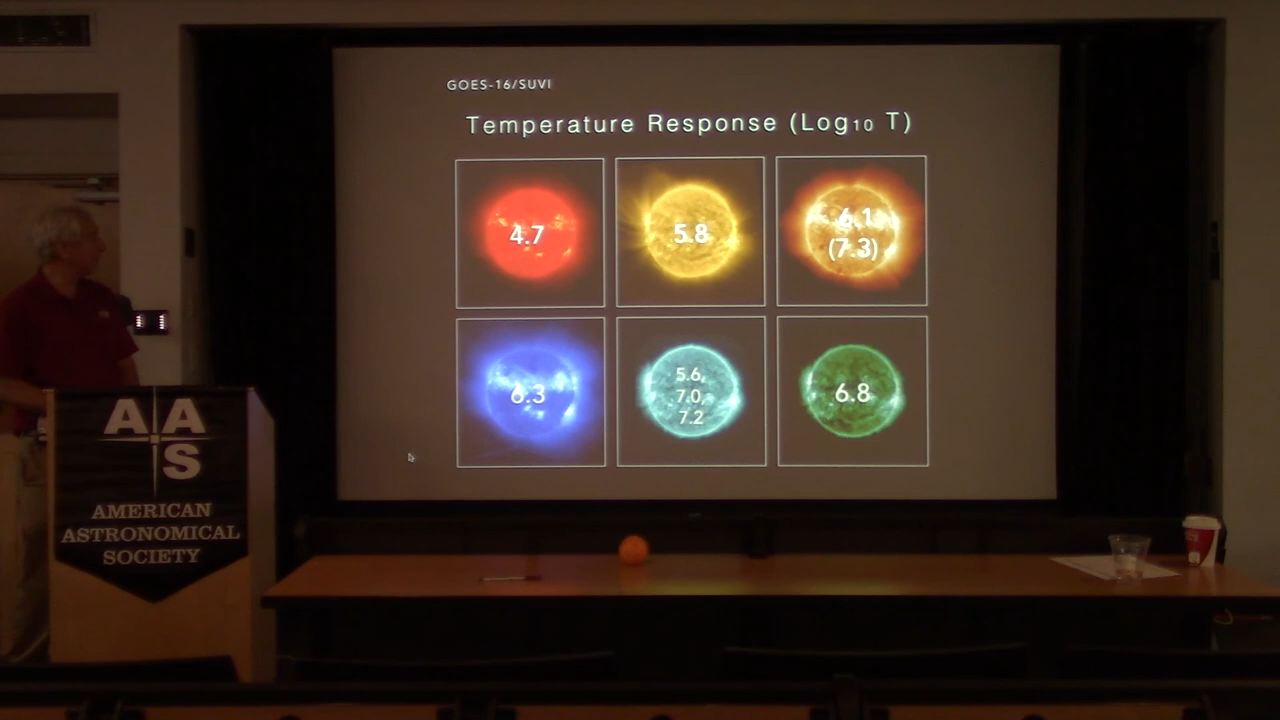 GOES-16/SUVI
Temperature Response (Log₁₀ T)
4.7
5.8
6.1
(7.3)
6.3
5.6,
7.0,
7.2
6.8
A A
S
AMERICAN
ASTRONOMICAL
SOCIETY